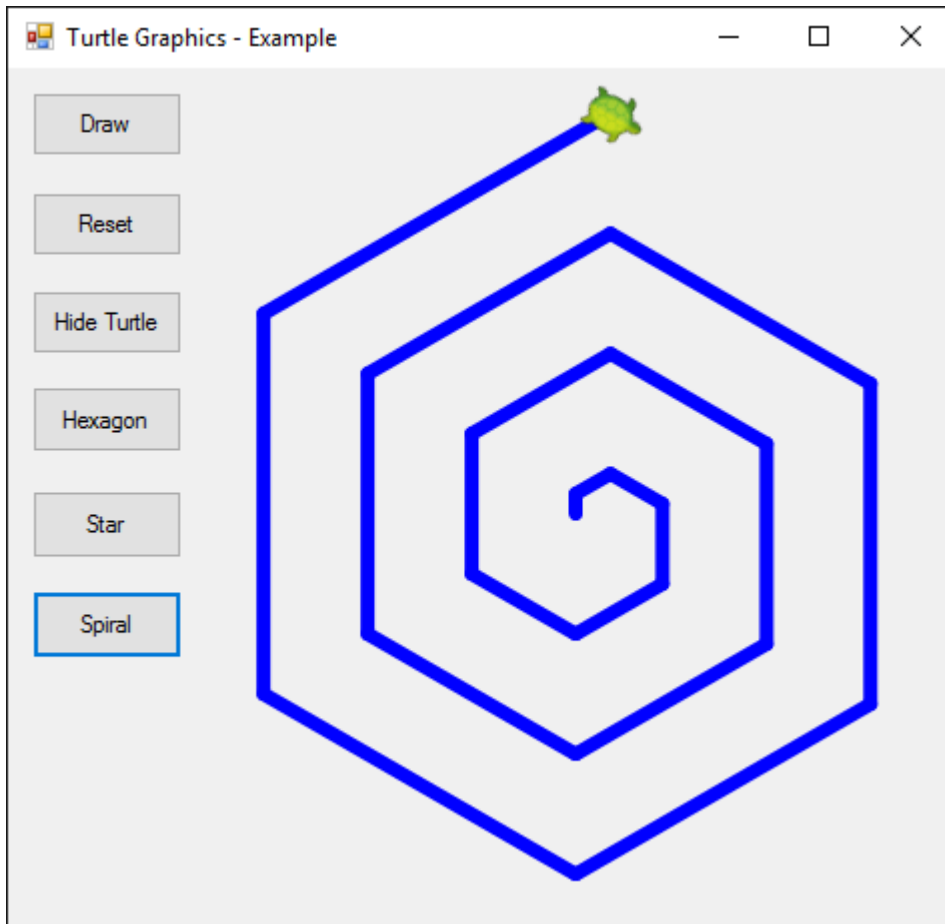 Turtle Graphics - Example
Draw
Reset
Hide Turtle
Hexagon
Star
Spiral